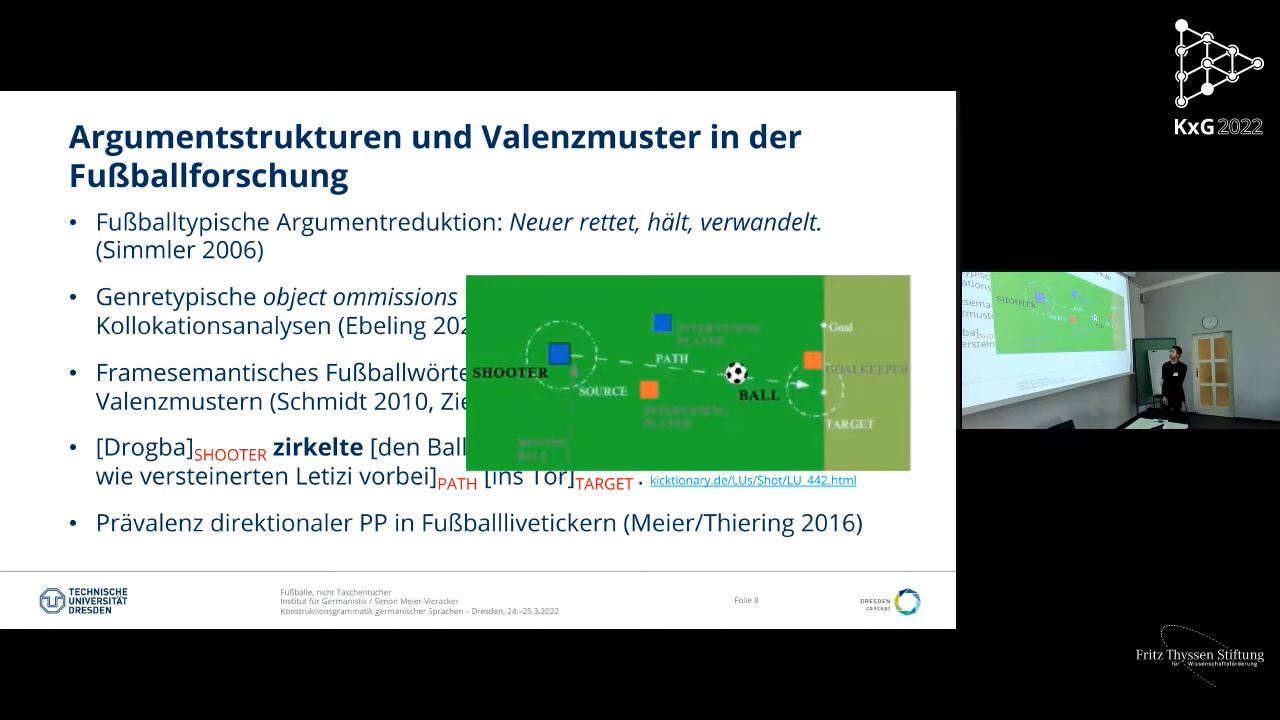 KxG 2022
Argumentstrukturen und Valenzmuster in der
Fußballforschung
• Fußballtypische Argumentreduktion: Neuer rettet, hält, verwandelt.
(Simmler 2006)
• Genretypische object ommissions
Kollokationsanalysen (Ebeling 202
• Framesemantisches Fußballwörte
Valenzmustern (Schmidt 2010, Zie
• [Drogba]SHOOTER zirkelte [den Ball
wie versteinerten Letizi vorbei]PATH [ins Tor]TARGET . kicktionary.de/LUs/Shot/LU_442.html
• Prävalenz direktionaler PP in Fußballlivetickern (Meier/Thiering 2016)
INTERVENING
PLAYER
Goal
PATH
SHOOTER
GOALKEEPER
SOURCE
BALL
INTERVENING
PLAYER
TARGET
MOVING
BALL
TECHNISCHE
UNIVERSITÄT
DRESDEN
Fußbälle, nicht Taschentücher
Institut für Germanistik / Simon Meier-Vieracker
Konstruktionsgrammatik germanischer Sprachen – Dresden, 24.–25.3.2022
Folie 8
DRESDEN
concept
SHOOTER
Fritz Thyssen Stiftung
für Wissenschaftsförderung